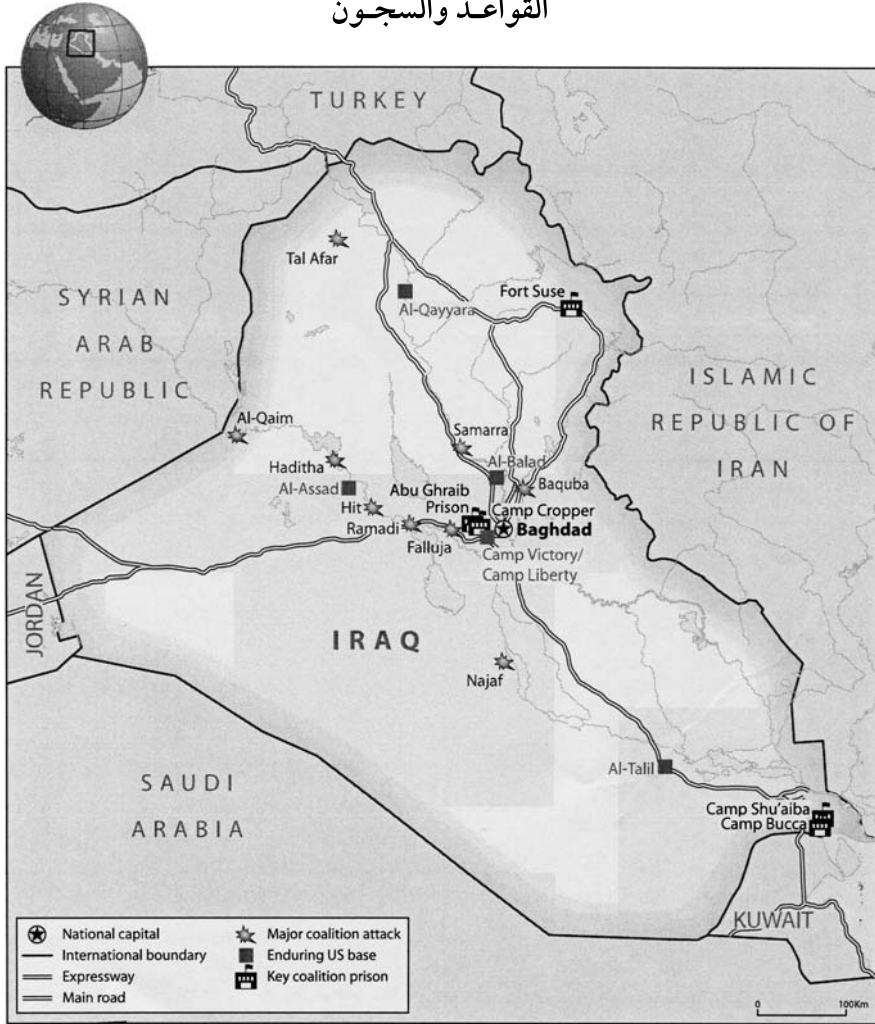 القواعـد والسجـون
TURKEY
Tal Afar
SYRIAN
ARAB
REPUBLIC
Al-Qayyara
Fort Suse
ISLAMIC
REPUBLIC OF
IRAN
Al-Qaim
Samarra
Haditha
Al-Balad
Al-Assad
Baquba
Abu Ghraib
Prison
Hit
Camp Cropper
Ramadi
Baghdad
Falluja
Camp Victory/
Camp Liberty
JORDAN
IRAQ
Najaf
Al-Talil
SAUDI
ARABIA
Camp Shu'aiba
Camp Bucca
KUWAIT
National capital
International boundary
Expressway
Main road
Major coalition attack
Enduring US base
Key coalition prison
0 100Km